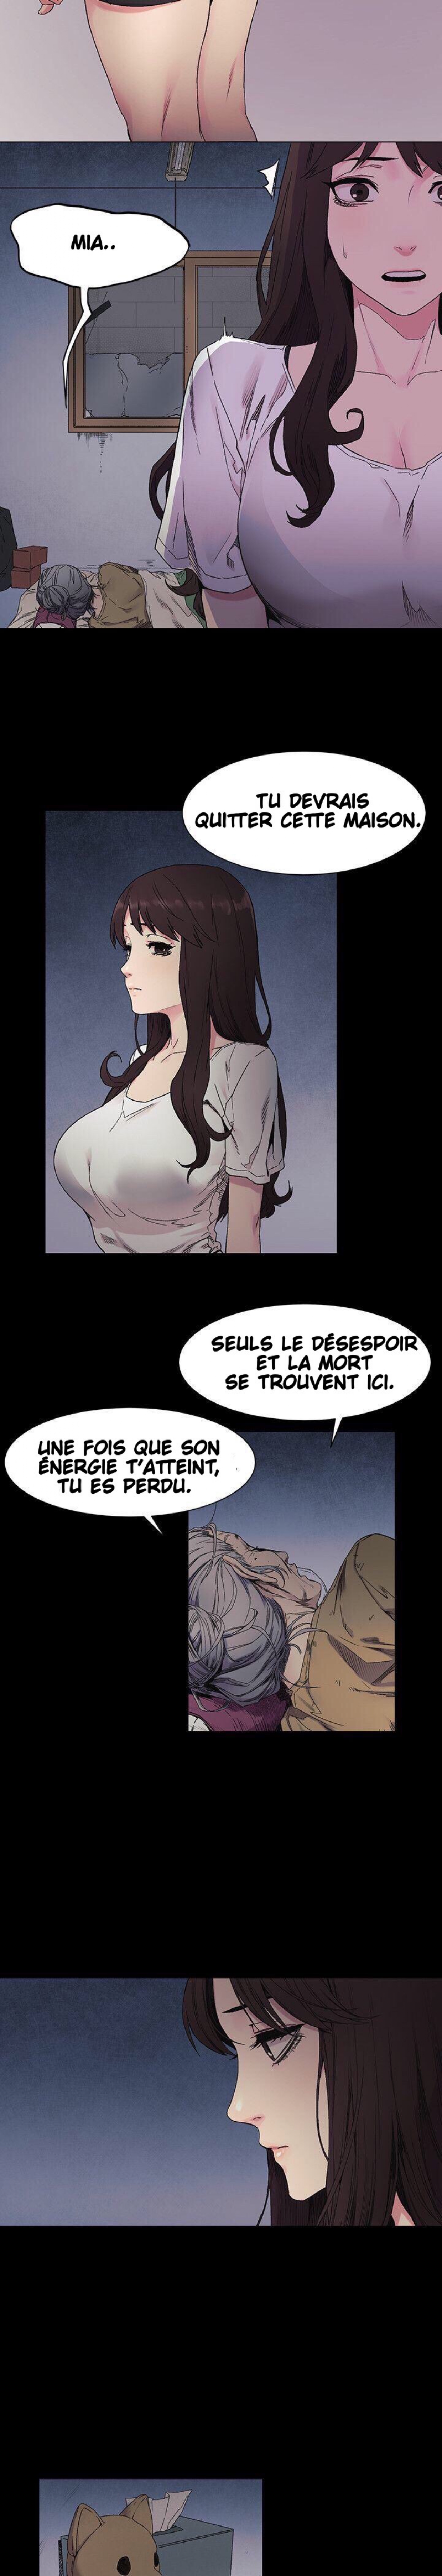 MIA..
TU DEVRAIS
QUITTER CETTE MAISON.
SEULS LE DÉSESPOIR
ET LA MORT
SE TROUVENT ICI.
UNE FOIS QUE SON
ÉNERGIE T'ATTEINT,
TU ES PERDU.